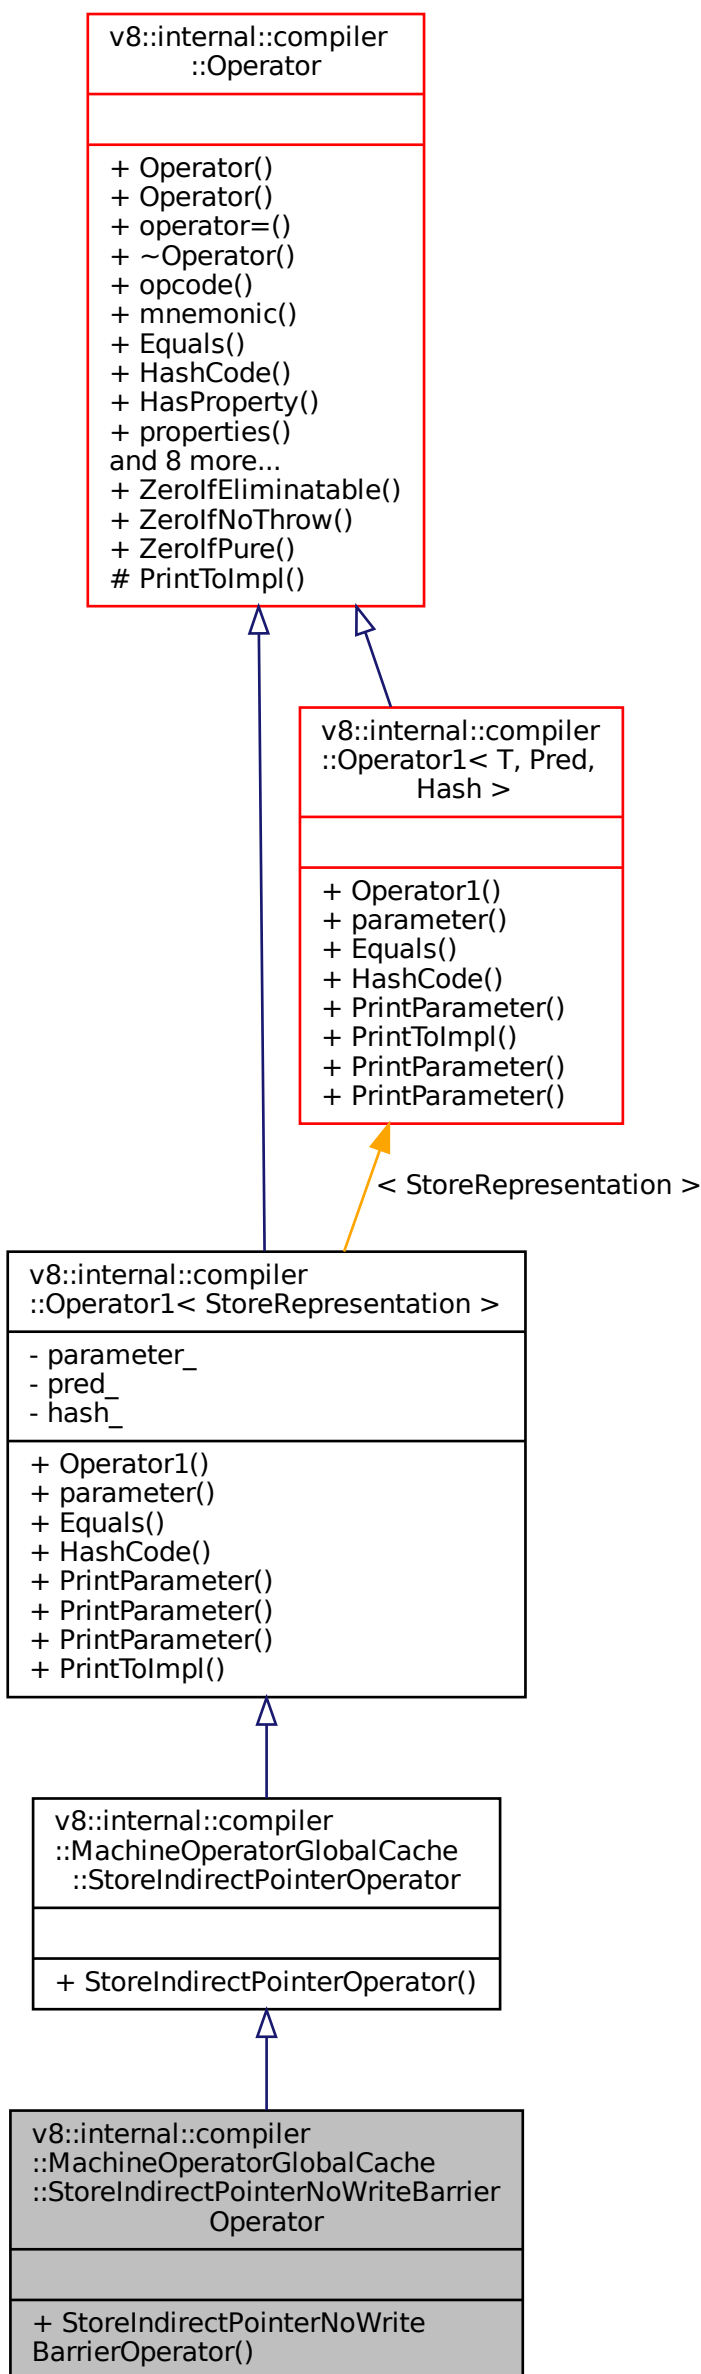 v8::internal::compiler
::Operator
+ Operator()
+ Operator()
+ operator=()
+ ~Operator()
+ opcode()
+ mnemonic()
+ Equals()
+ HashCode()
+ HasProperty()
+ properties()
and 8 more...
+ ZeroIfEliminatable()
+ ZeroIfNoThrow()
+ ZeroIfPure()
# PrintToImpl()
v8::internal::compiler
::Operator1< T, Pred,
Hash >
+ Operator1()
+ parameter()
+ Equals()
+ HashCode()
+ PrintParameter()
+ PrintToImpl()
+ PrintParameter()
+ PrintParameter()
< StoreRepresentation >
v8::internal::compiler
::Operator1< StoreRepresentation >
- parameter_
- pred_
- hash_
+ Operator1()
+ parameter()
+ Equals()
+ HashCode()
+ PrintParameter()
+ PrintParameter()
+ PrintParameter()
+ PrintToImpl()
v8::internal::compiler
::MachineOperatorGlobalCache
::StoreIndirectPointerOperator
+ StoreIndirectPointerOperator()
v8::internal::compiler
::MachineOperatorGlobalCache
::StoreIndirectPointerNoWriteBarrier
Operator
+ StoreIndirectPointerNoWrite
BarrierOperator()